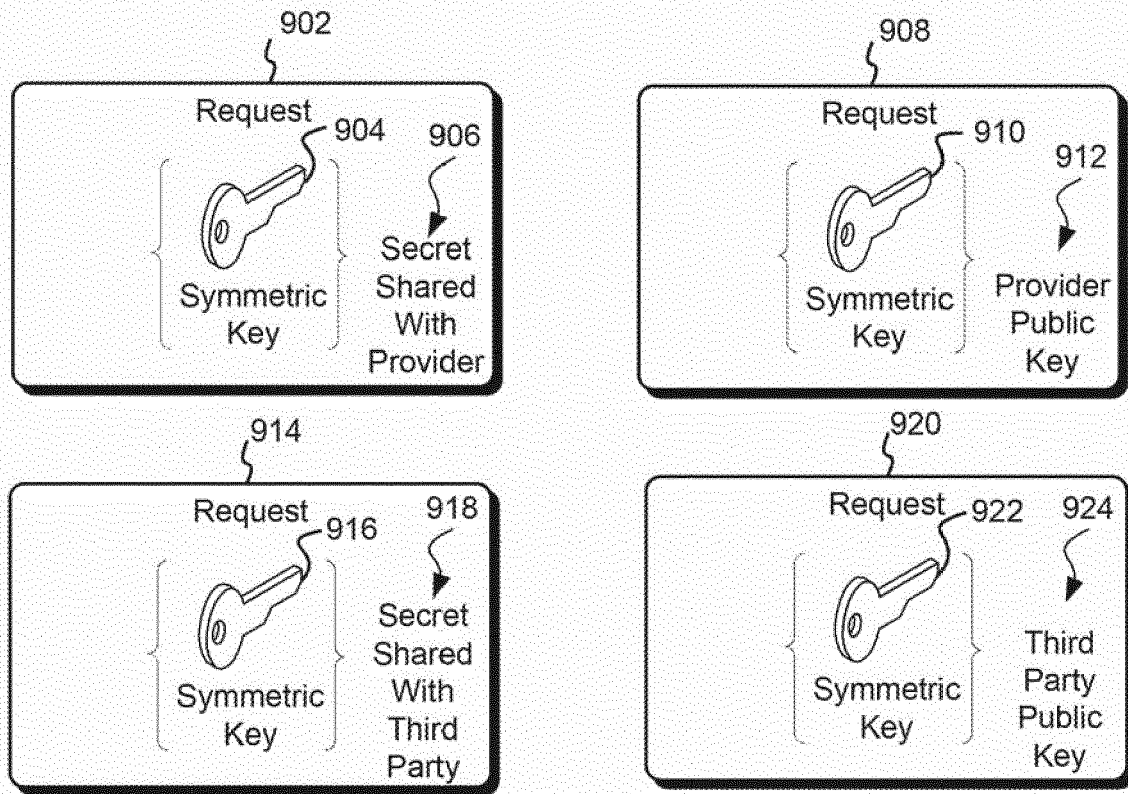 902
Request
904
906
Symmetric
Key
Secret
Shared
With
Provider
908
Request
910
912
Symmetric
Key
Provider
Public
Key
914
Request
916
918
Symmetric
Key
Secret
Shared
With
Third
Party
920
Request
922
924
Symmetric
Key
Third
Party
Public
Key